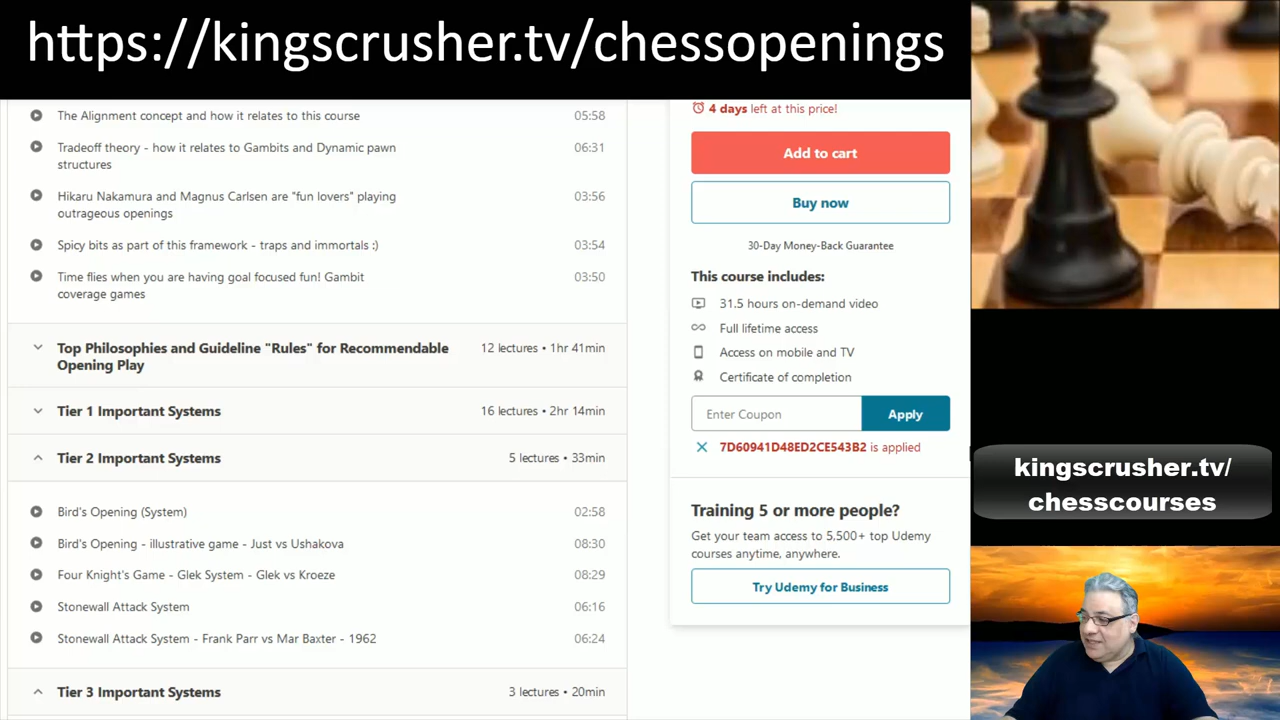 https://kingscrusher.tv/chessopenings
The Alignment concept and how it relates to this course 05:58
Tradeoff theory - how it relates to Gambits and Dynamic pawn 06:31
structures
Hikaru Nakamura and Magnus Carlsen are "fun lovers" playing 03:56
outrageous openings
Spicy bits as part of this framework - traps and immortals :) 03:54
Time flies when you are having goal focused fun! Gambit 03:50
coverage games
Top Philosophies and Guideline "Rules" for Recommendable 12 lectures • 1hr 41min
Opening Play
Tier 1 Important Systems 16 lectures • 2hr 14min
Tier 2 Important Systems 5 lectures • 33min
Bird's Opening (System) 02:58
Bird's Opening - illustrative game - Just vs Ushakova 08:30
Four Knight's Game - Glek System - Glek vs Kroeze 08:29
Stonewall Attack System 06:16
Stonewall Attack System - Frank Parr vs Mar Baxter - 1962 06:24
Tier 3 Important Systems 3 lectures • 20min
4 days left at this price!
Add to cart
Buy now
30-Day Money-Back Guarantee
This course includes:
31.5 hours on-demand video
Full lifetime access
Access on mobile and TV
Certificate of completion
Enter Coupon Apply
7D60941D48ED2CE543B2 is applied
Training 5 or more people?
Get your team access to 5,500+ top Udemy
courses anytime, anywhere.
Try Udemy for Business
kingscrusher.tv/
chesscourses